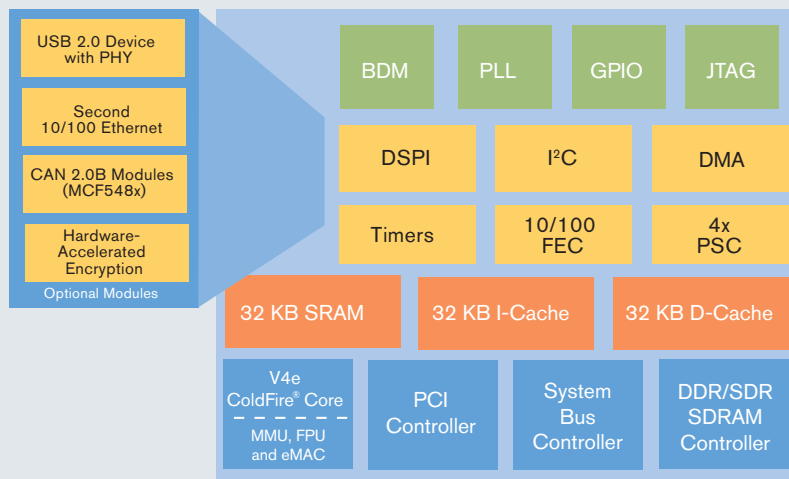 USB 2.0 Device
with PHY
Second
10/100 Ethernet
CAN 2.0B Modules
(MCF548x)
Hardware-
Accelerated
Encryption
Optional Modules
BDM
PLL
GPIO
JTAG
DSPI
I²C
DMA
Timers
10/100
FEC
4x
PSC
32 KB SRAM
32 KB I-Cache
32 KB D-Cache
V4e
ColdFire® Core
MMU, FPU
and eMAC
PCI
Controller
System
Bus
Controller
DDR/SDR
SDRAM
Controller